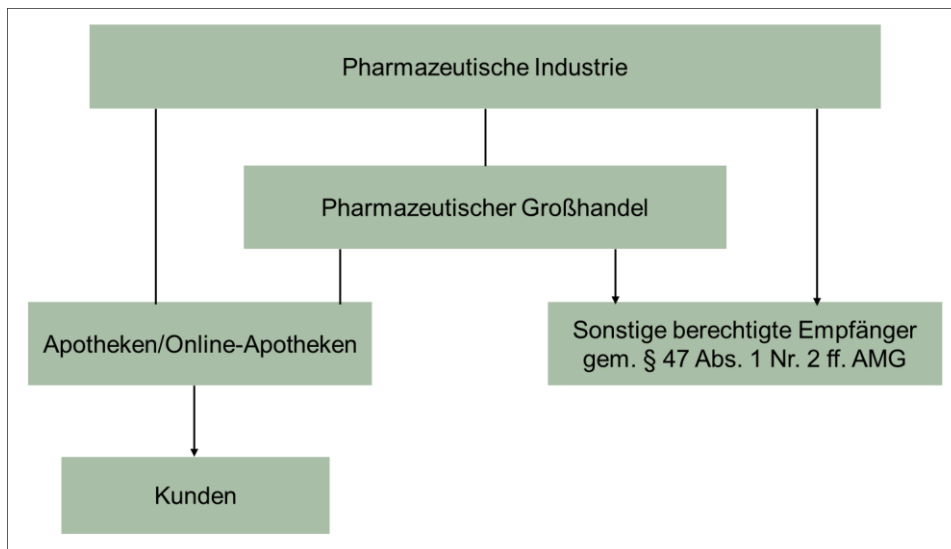 Pharmazeutische Industrie
Pharmazeutischer Großhandel
Apotheken/Online-Apotheken
Sonstige berechtigte Empfänger
gem. § 47 Abs. 1 Nr. 2 ff. AMG
Kunden